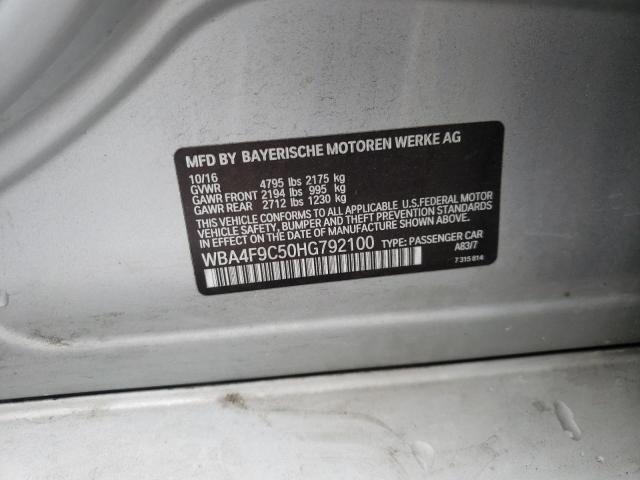 MFD BY BAYERISCHE MOTOREN WERKE AG
10/16
GVWR 4795 lbs 2175 kg
GAWR FRONT 2194 lbs 995 kg
GAWR REAR 2712 lbs 1230 kg
THIS VEHICLE CONFORMS TO ALL APPLICABLE U.S.FEDERAL MOTOR
VEHICLE SAFETY, BUMPER AND THEFT PREVENTION STANDARDS
IN EFFECT ON THE DATE OF MANUFACTURE SHOWN ABOVE.
WBA4F9C50HG792100 TYPE: PASSENGER CAR
A83/7
7 315 814